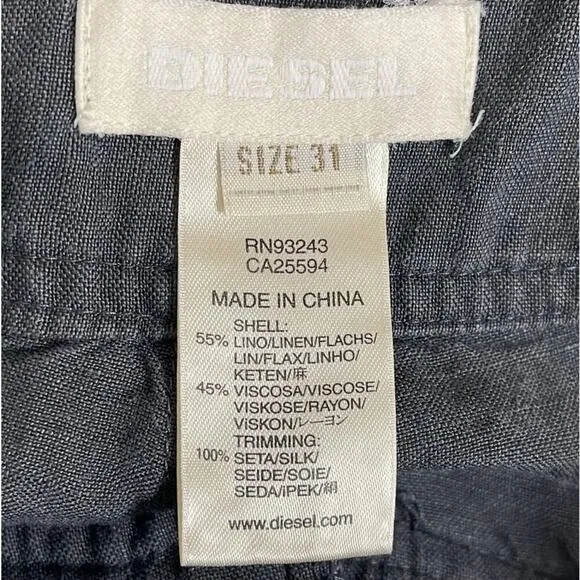 DIESEL
SIZE 31
RN93243
CA25594
MADE IN CHINA
SHELL:
55% LINO/LINEN/FLACHS/
LIN/FLAX/LINHO/
KETEN/麻
45% VISCOSA/VISCOSE/
VISKOSE/RAYON/
ViSKON/レーヨン
TRIMMING:
100% SETA/SILK/
SEIDE/SOIE/
SEDA/iPEK/絹
www.diesel.com